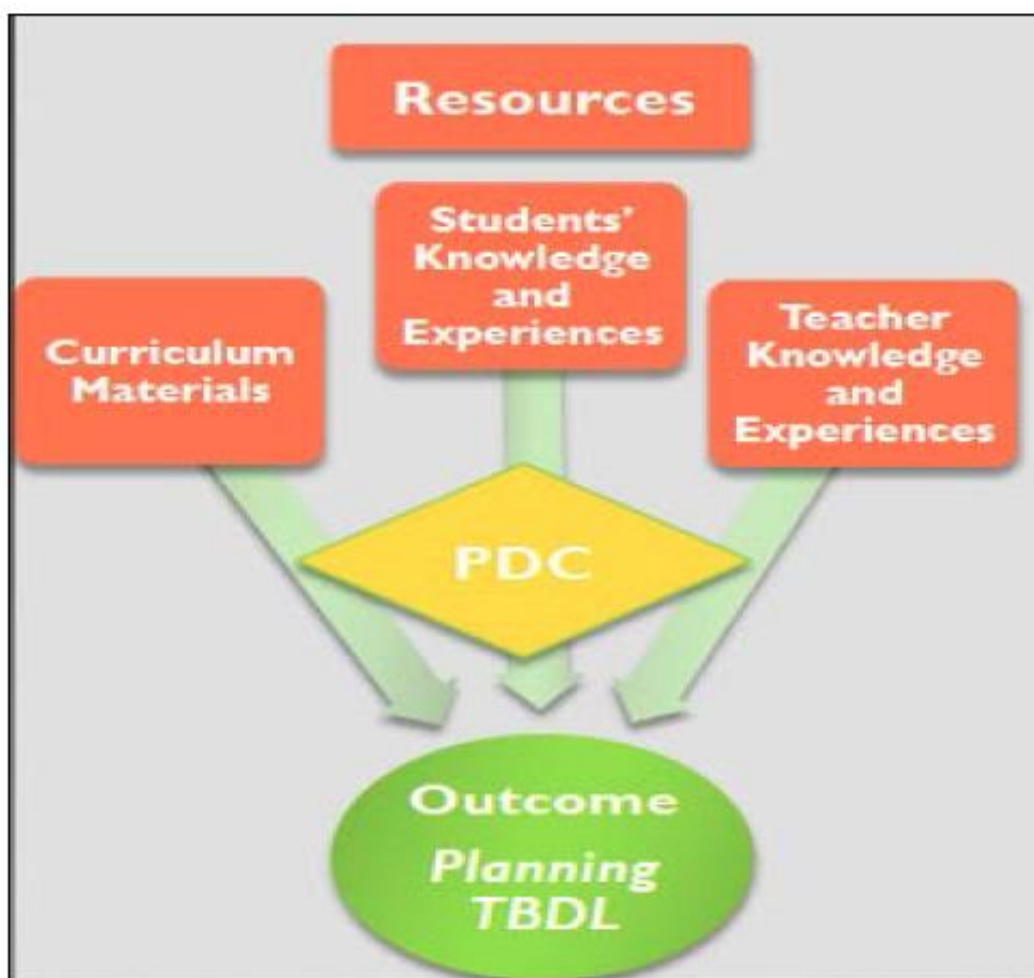 Resources
Students’
Knowledge
and
Experiences
Curriculum
Materials
Teacher
Knowledge
and
Experiences
PDC
Outcome
Planning
TBDL